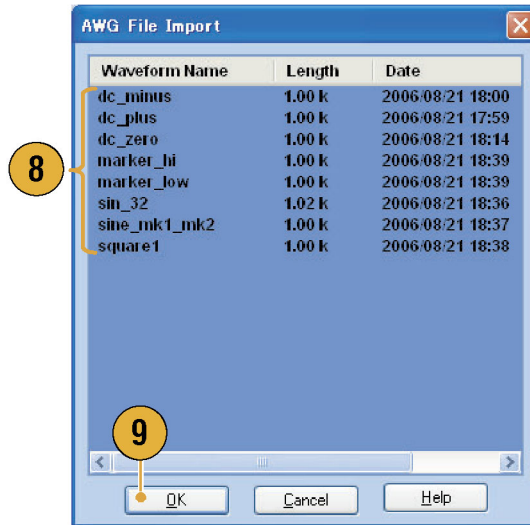 AWG File Import
Waveform Name Length Date
dc_minus 1.00 k 2006/08/21 18:00
dc_plus 1.00 k 2006/08/21 17:59
dc_zero 1.00 k 2006/08/21 18:14
marker_hi 1.00 k 2006/08/21 18:39
marker_low 1.00 k 2006/08/21 18:39
sin_32 1.02 k 2006/08/21 18:36
sine_mk1_mk2 1.00 k 2006/08/21 18:37
square1 1.00 k 2006/08/21 18:38
8
9
OK Cancel Help